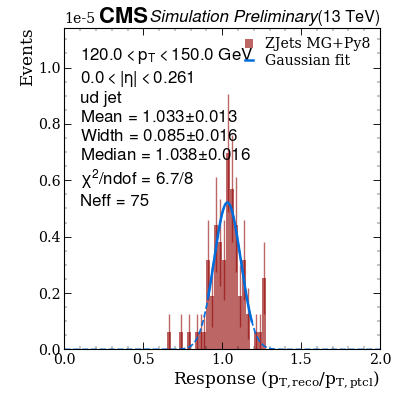 1e-5 CMS Simulation Preliminary (13 TeV)
120.0 < pT < 150.0 GeV
0.0 < |η| < 0.261
ud jet
Mean = 1.033±0.013
Width = 0.085±0.016
Median = 1.038±0.016
χ²/ndof = 6.7/8
Neff = 75
ZJets MG+Py8
Gaussian fit
Events
1.0
0.8
0.6
0.4
0.2
0.0
0.0 0.5 1.0 1.5 2.0
Response (pT,reco/pT,ptcl)